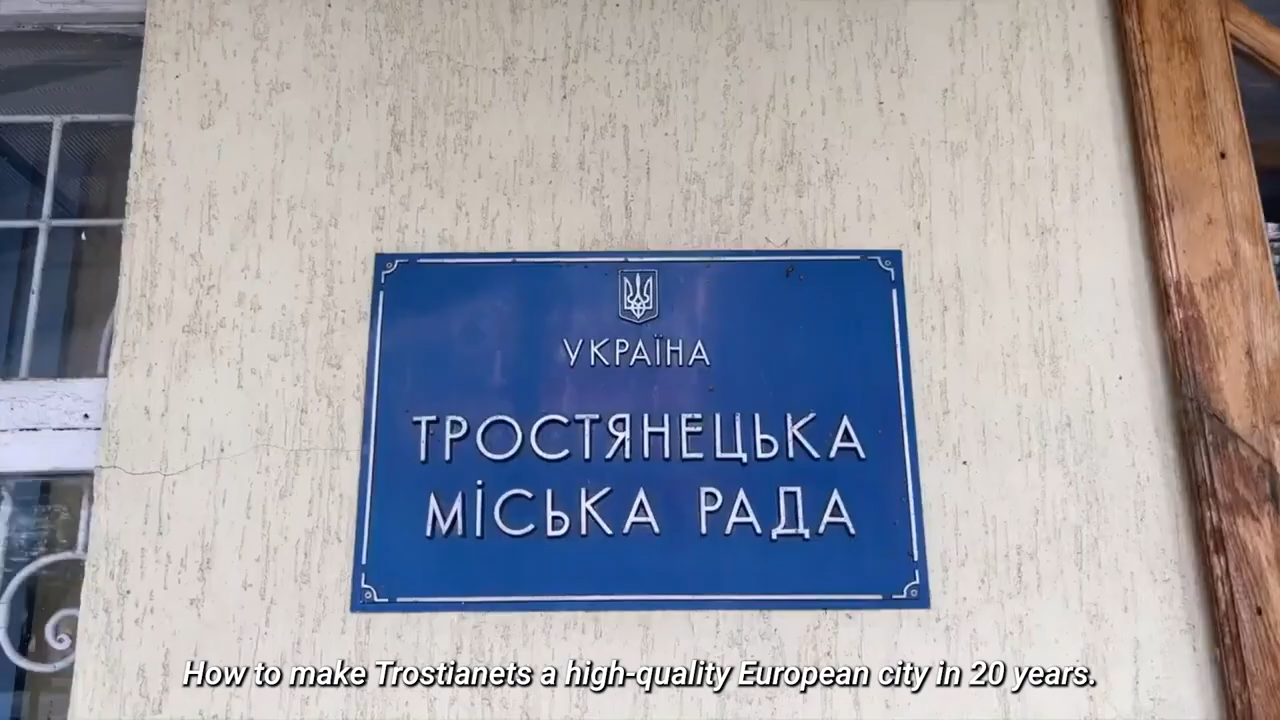 УКРАЇНА
ТРОСТЯНЕЦЬКА
МіСЬКА РАДА
How to make Trostianets a high-quality European city in 20 years.